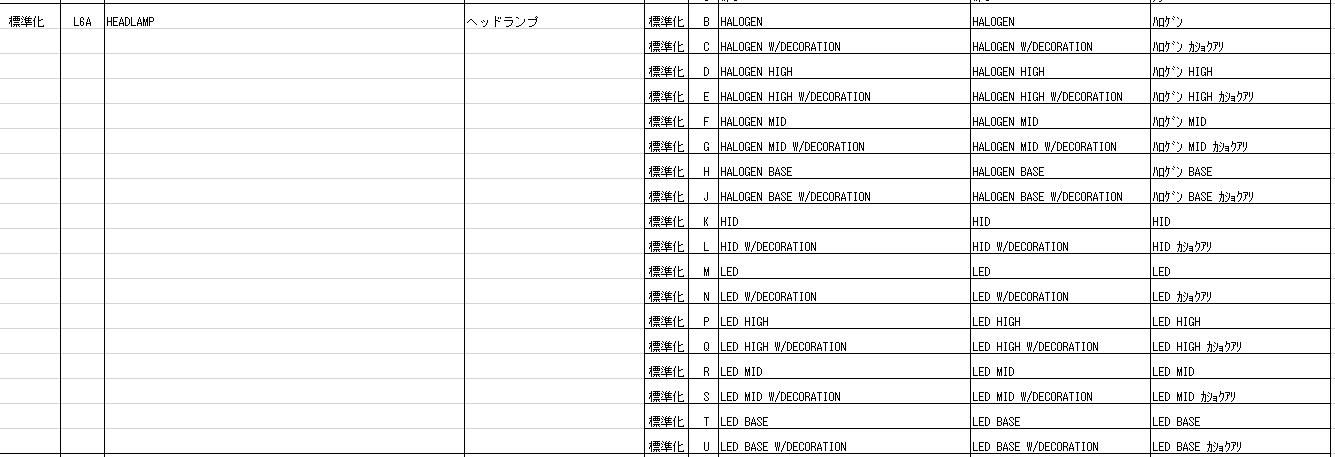 標準化 L6A HEADLAMP ヘッドランプ 標準化 B HALOGEN HALOGEN ﾊﾛｹﾞﾝ
標準化 C HALOGEN W/DECORATION HALOGEN W/DECORATION ﾊﾛｹﾞﾝ ｶｼｮｸｱﾘ
標準化 D HALOGEN HIGH HALOGEN HIGH ﾊﾛｹﾞﾝ HIGH
標準化 E HALOGEN HIGH W/DECORATION HALOGEN HIGH W/DECORATION ﾊﾛｹﾞﾝ HIGH ｶｼｮｸｱﾘ
標準化 F HALOGEN MID HALOGEN MID ﾊﾛｹﾞﾝ MID
標準化 G HALOGEN MID W/DECORATION HALOGEN MID W/DECORATION ﾊﾛｹﾞﾝ MID ｶｼｮｸｱﾘ
標準化 H HALOGEN BASE HALOGEN BASE ﾊﾛｹﾞﾝ BASE
標準化 J HALOGEN BASE W/DECORATION HALOGEN BASE W/DECORATION ﾊﾛｹﾞﾝ BASE ｶｼｮｸｱﾘ
標準化 K HID HID HID
標準化 L HID W/DECORATION HID W/DECORATION HID ｶｼｮｸｱﾘ
標準化 M LED LED LED
標準化 N LED W/DECORATION LED W/DECORATION LED ｶｼｮｸｱﾘ
標準化 P LED HIGH LED HIGH LED HIGH
標準化 Q LED HIGH W/DECORATION LED HIGH W/DECORATION LED HIGH ｶｼｮｸｱﾘ
標準化 R LED MID LED MID LED MID
標準化 S LED MID W/DECORATION LED MID W/DECORATION LED MID ｶｼｮｸｱﾘ
標準化 T LED BASE LED BASE LED BASE
標準化 U LED BASE W/DECORATION LED BASE W/DECORATION LED BASE ｶｼｮｸｱﾘ